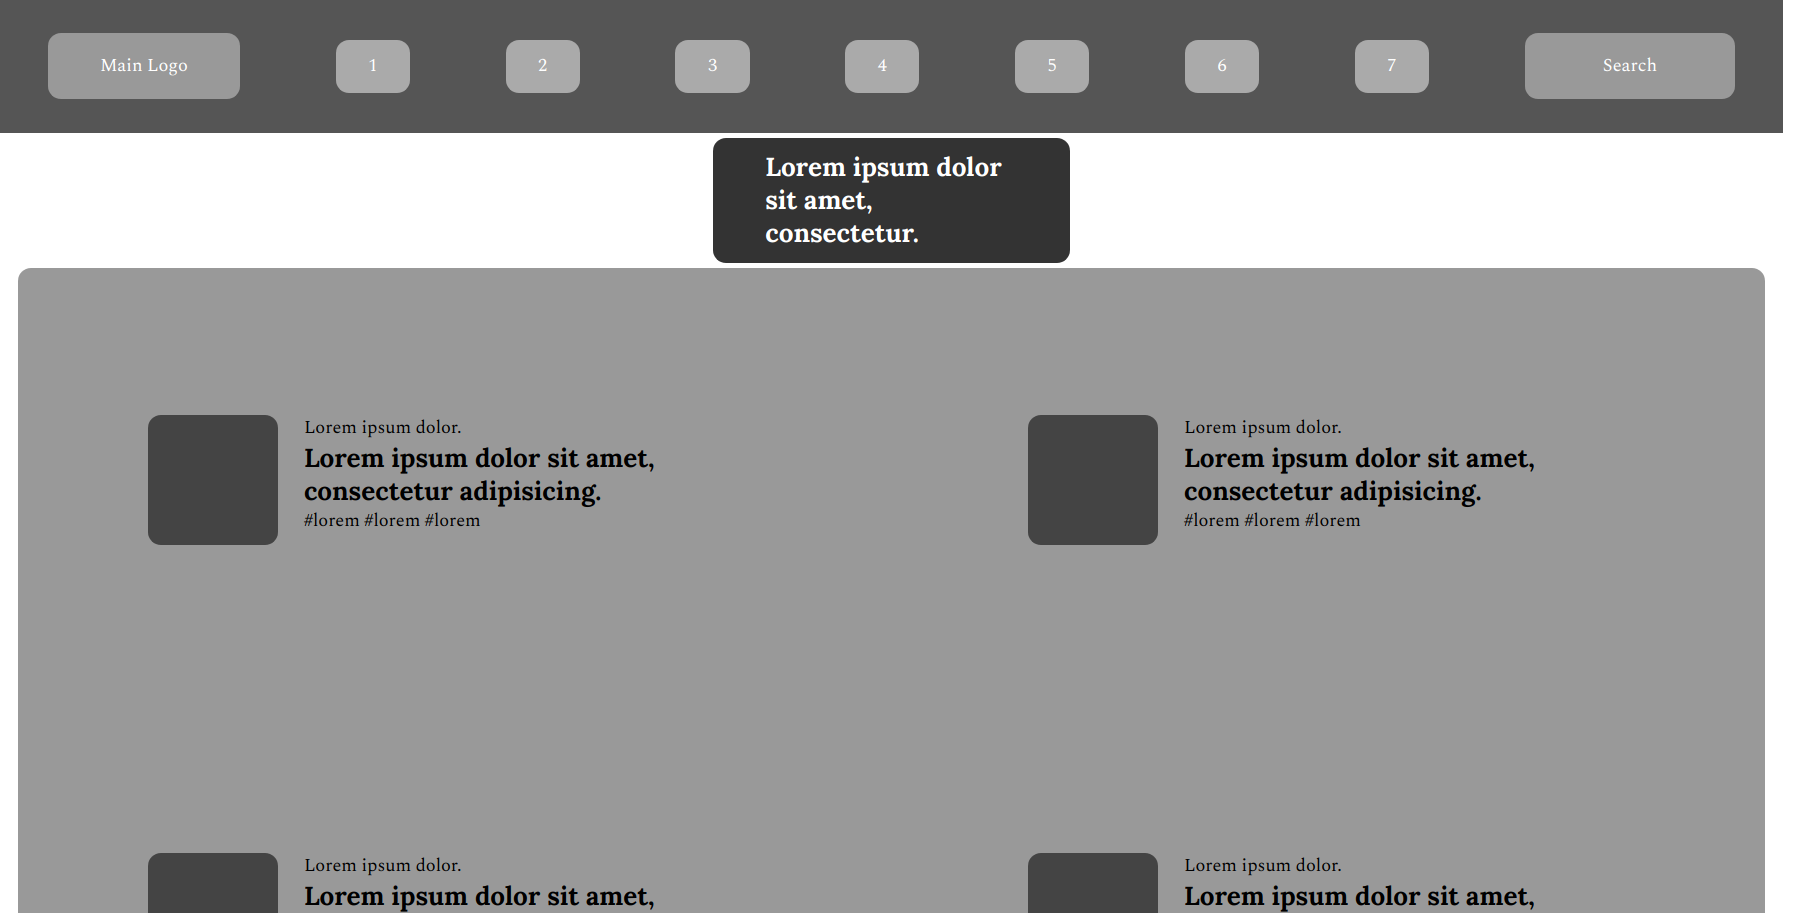 Main Logo 1 2 3 4 5 6 7 Search
Lorem ipsum dolor
sit amet,
consectetur.
Lorem ipsum dolor.
Lorem ipsum dolor sit amet,
consectetur adipisicing.
#lorem #lorem #lorem
Lorem ipsum dolor.
Lorem ipsum dolor sit amet,
consectetur adipisicing.
#lorem #lorem #lorem
Lorem ipsum dolor.
Lorem ipsum dolor sit amet,
Lorem ipsum dolor.
Lorem ipsum dolor sit amet,